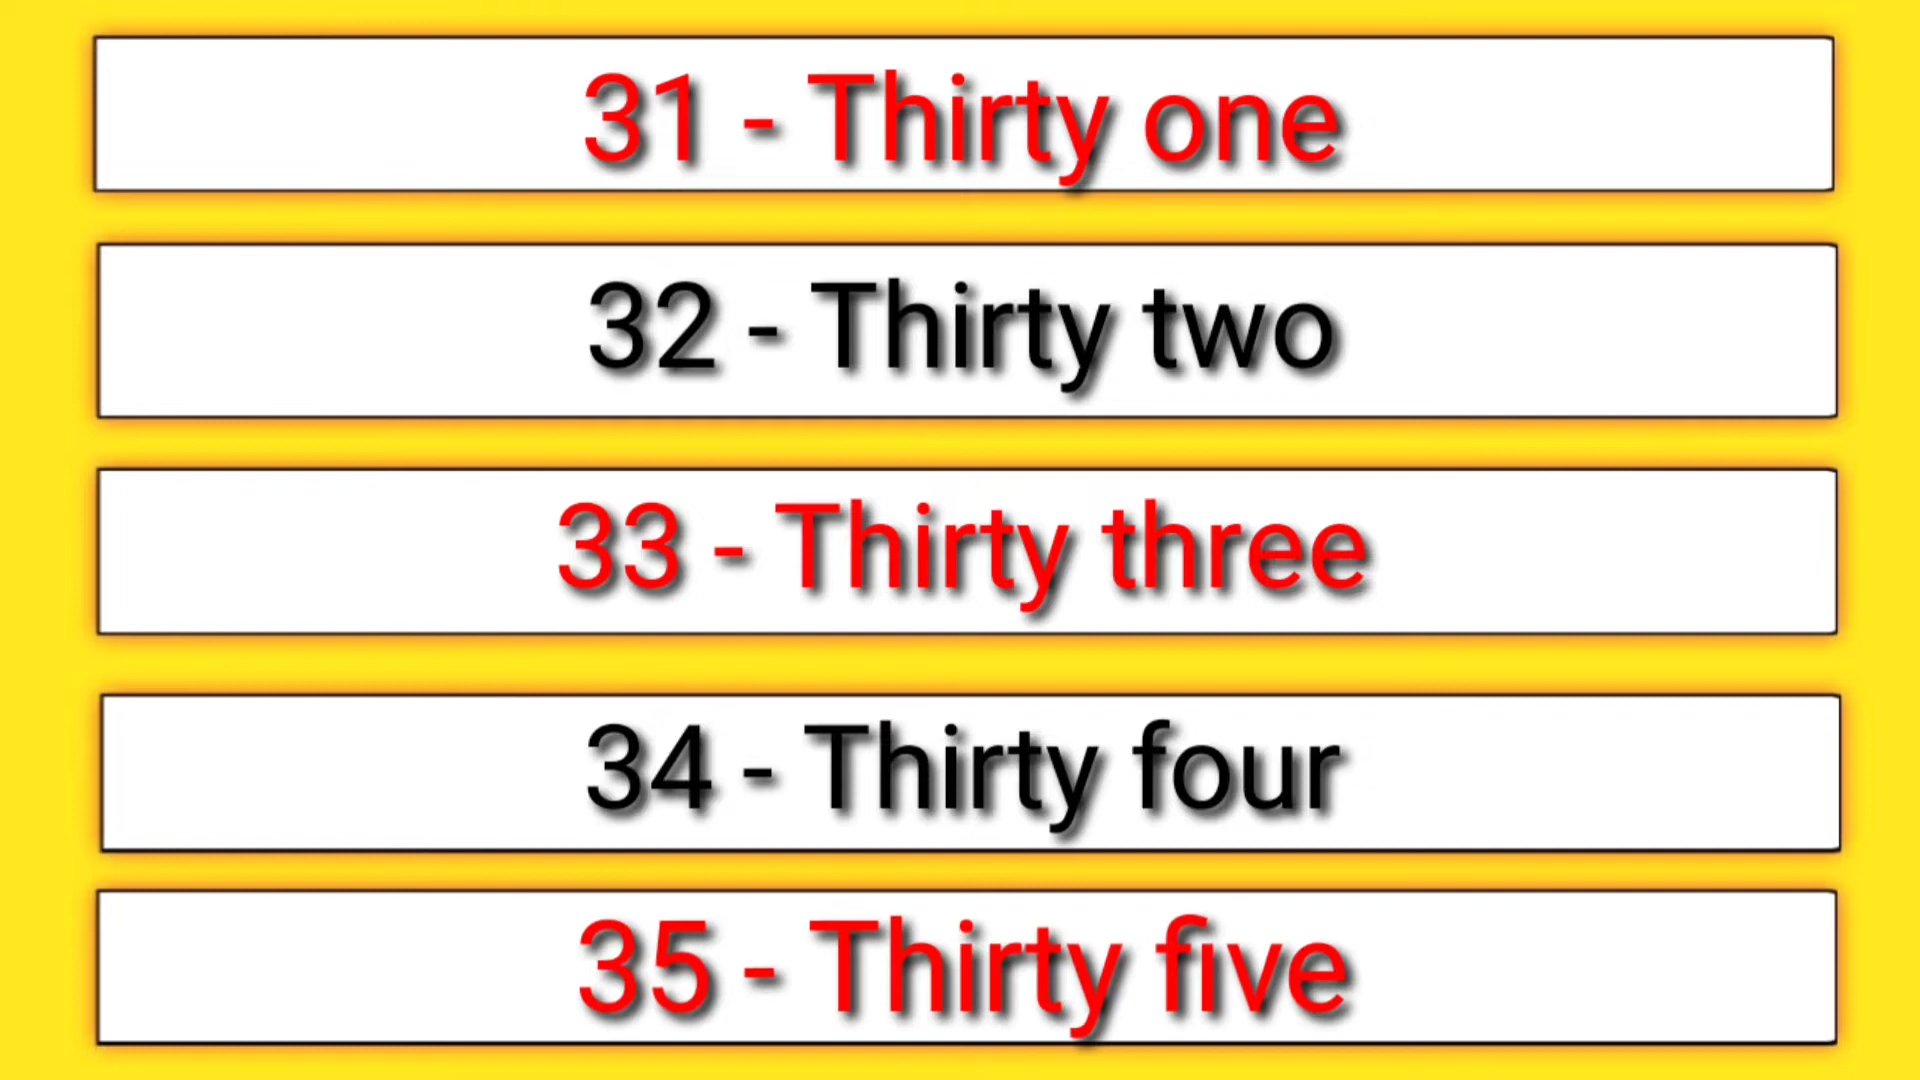 31 - Thirty one
32 - Thirty two
33 - Thirty three
34 - Thirty four
35 - Thirty five